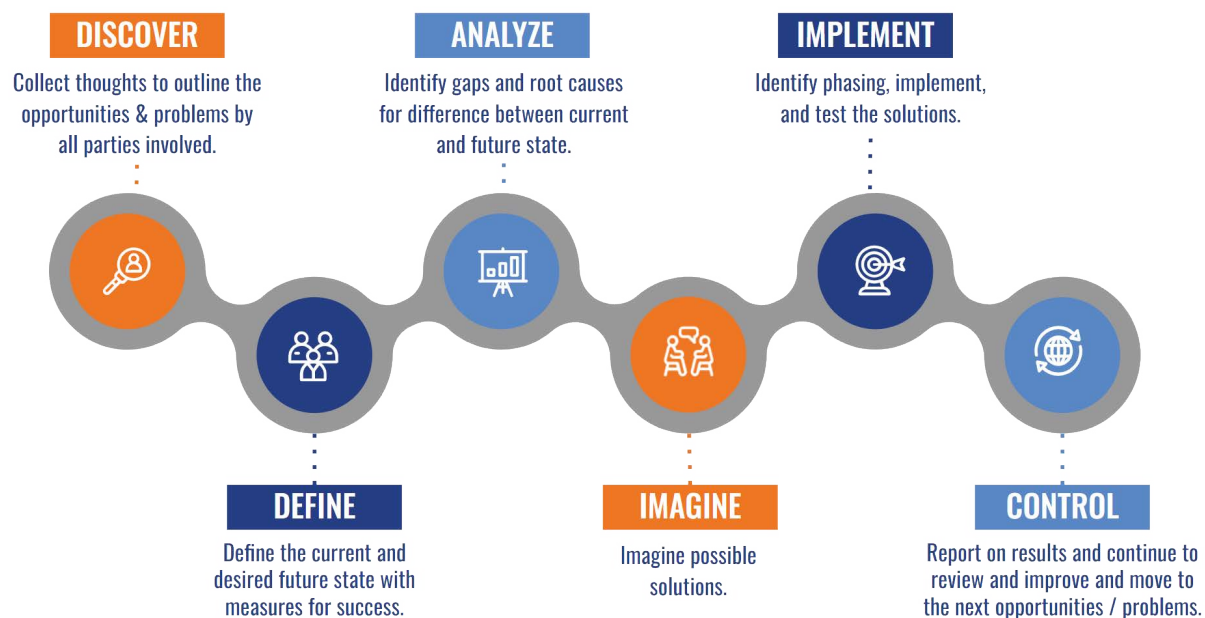 DISCOVER
Collect thoughts to outline the
opportunities & problems by
all parties involved.
DEFINE
Define the current and
desired future state with
measures for success.
ANALYZE
Identify gaps and root causes
for difference between current
and future state.
IMAGINE
Imagine possible
solutions.
IMPLEMENT
Identify phasing, implement,
and test the solutions.
CONTROL
Report on results and continue to
review and improve and move to
the next opportunities / problems.